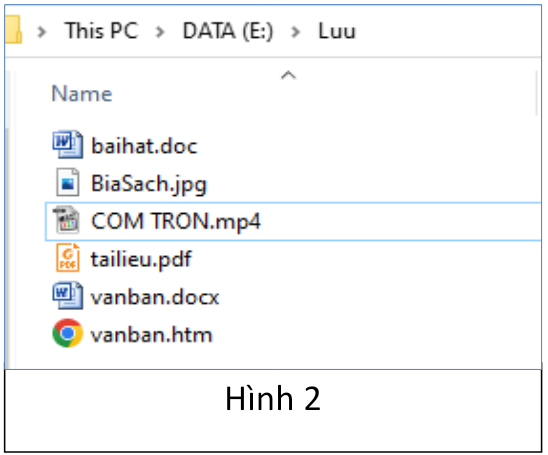 This PC > DATA (E:) > Luu
Name
baihat.doc
BiaSach.jpg
COM TRON.mp4
tailieu.pdf
vanban.docx
vanban.htm
Hình 2